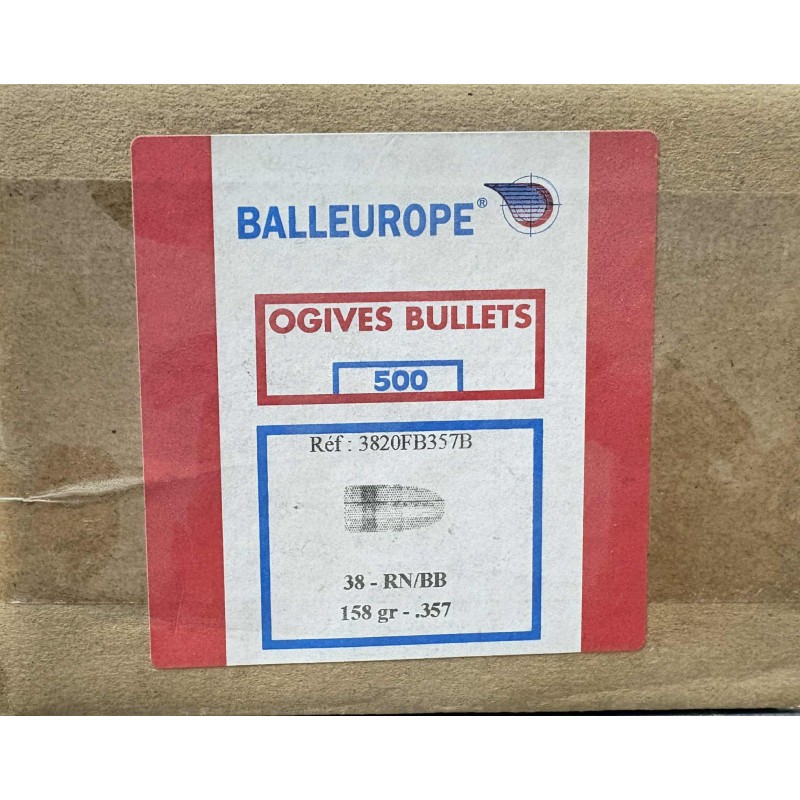 BALLEUROPE®
OGIVES BULLETS
500
Réf : 3820FB357B
38 - RN/BB
158 gr - .357